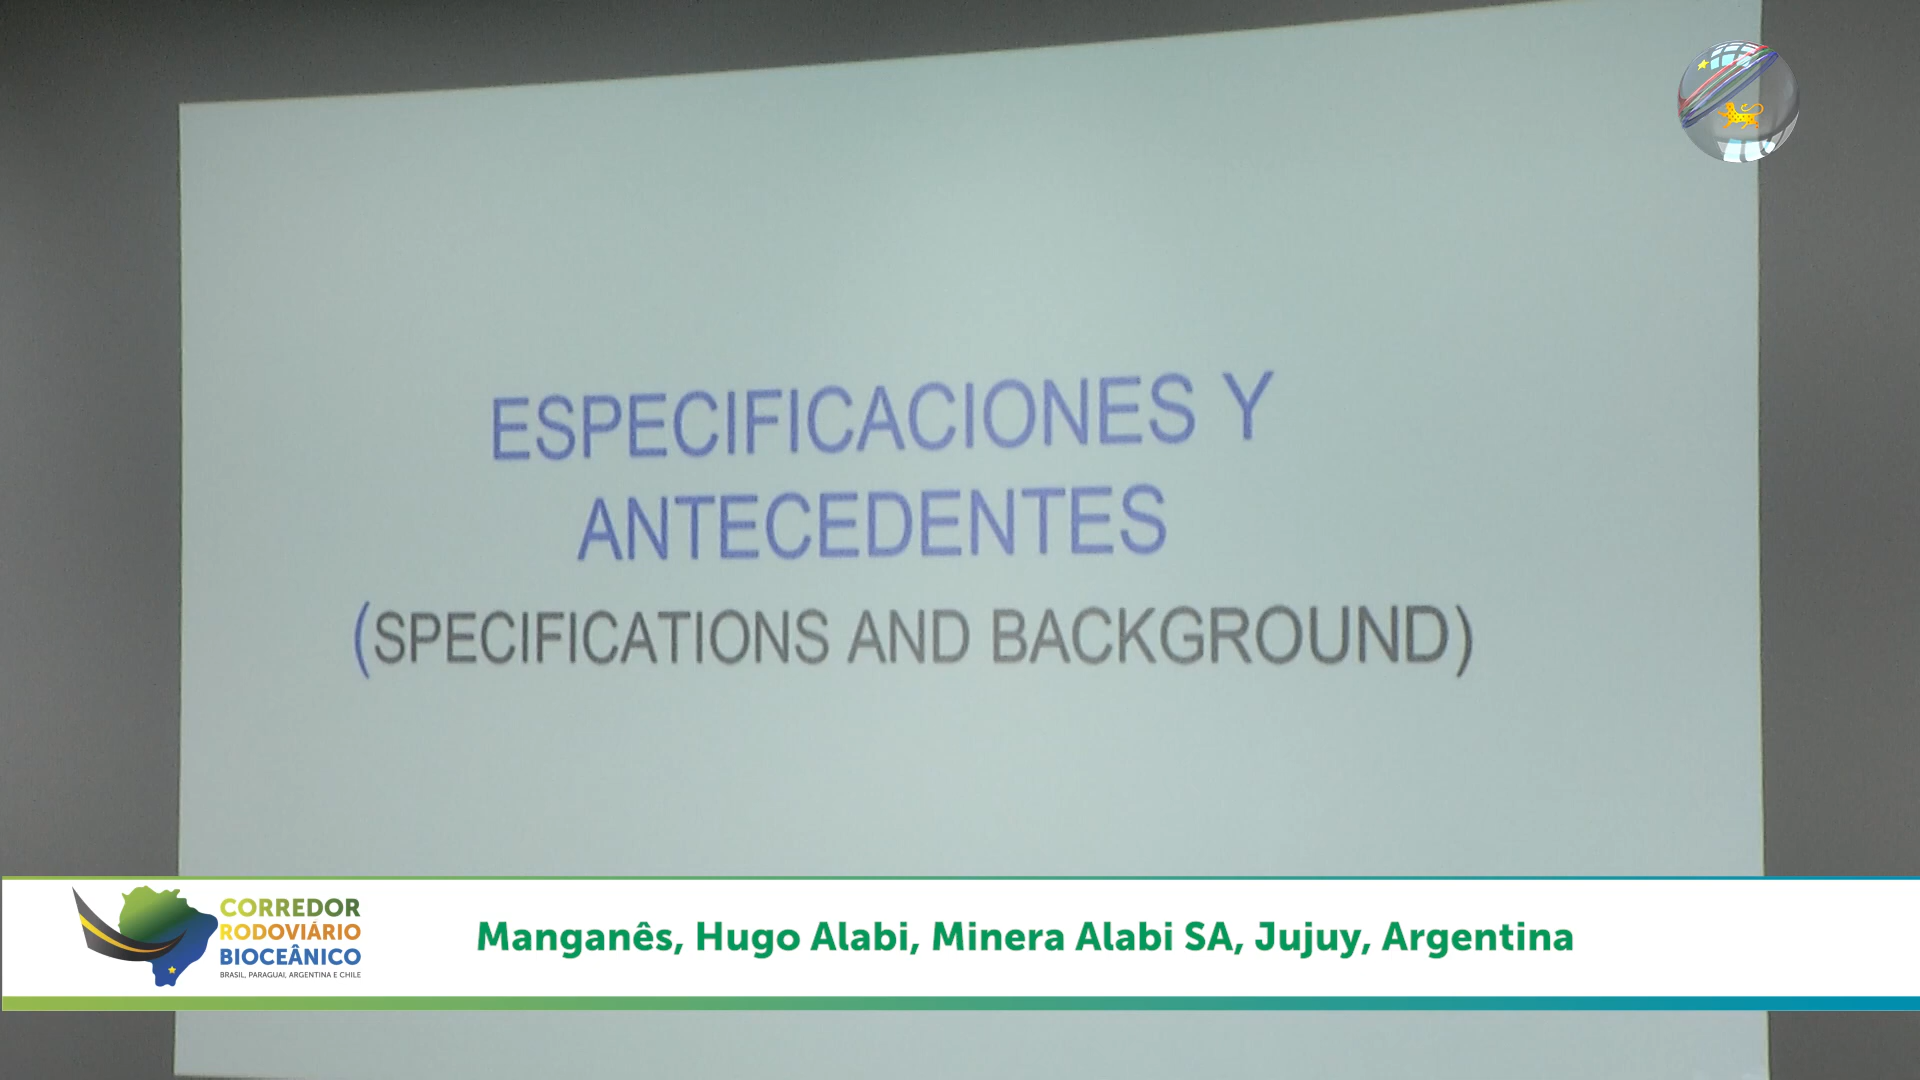 ESPECIFICACIONES Y
ANTECEDENTES
(SPECIFICATIONS AND BACKGROUND)
CORREDOR
RODOVIÁRIO
BIOCEÂNICO
BRASIL, PARAGUAI, ARGENTINA E CHILE
Manganês, Hugo Alabi, Minera Alabi SA, Jujuy, Argentina